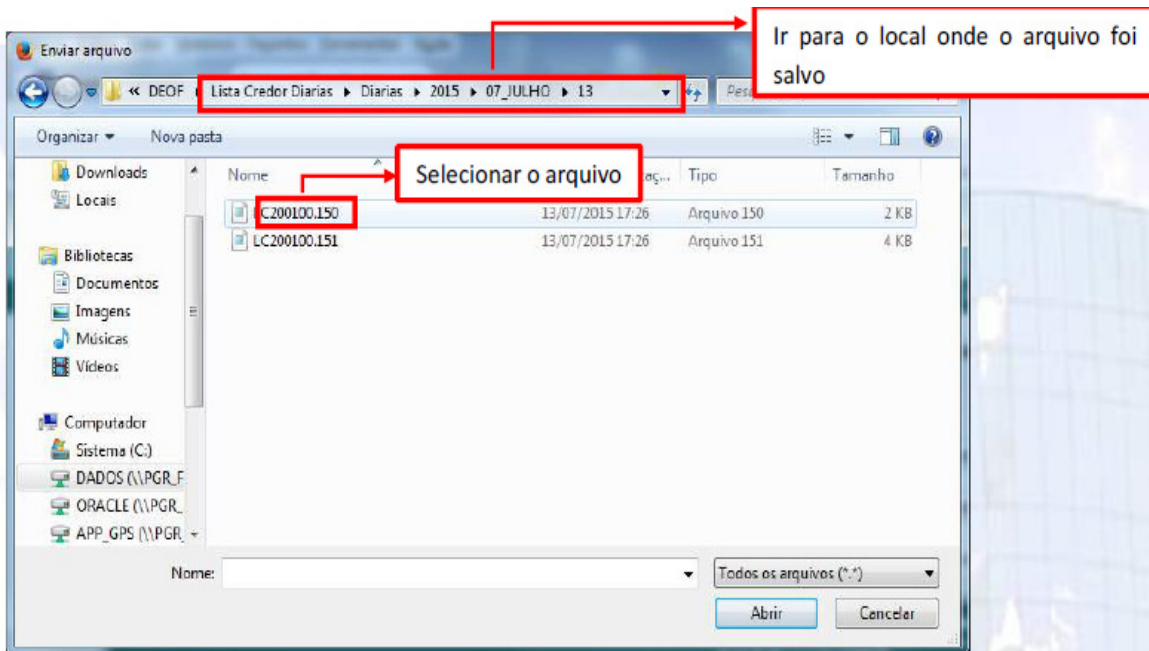 Ir para o local onde o arquivo foi
salvo
Enviar arquivo
« DEOF
Lista Credor Diarias ▸ Diarias ▸ 2015 ▸ 07_JULHO ▸ 13
Organizar
Nova pasta
Downloads
Locais
Bibliotecas
Documentos
Imagens
Músicas
Vídeos
Computador
Sistema (C:)
DADOS (\\PGR_F
ORACLE (\\PGR_
APP_GPS (\\PGR_
Nome
Selecionar o arquivo
Tipo
Tamanho
LC200100.150 13/07/2015 17:26 Arquivo 150 2 KB
LC200100.151 13/07/2015 17:26 Arquivo 151 4 KB
Nome:
Todos os arquivos (*.*)
Abrir
Cancelar